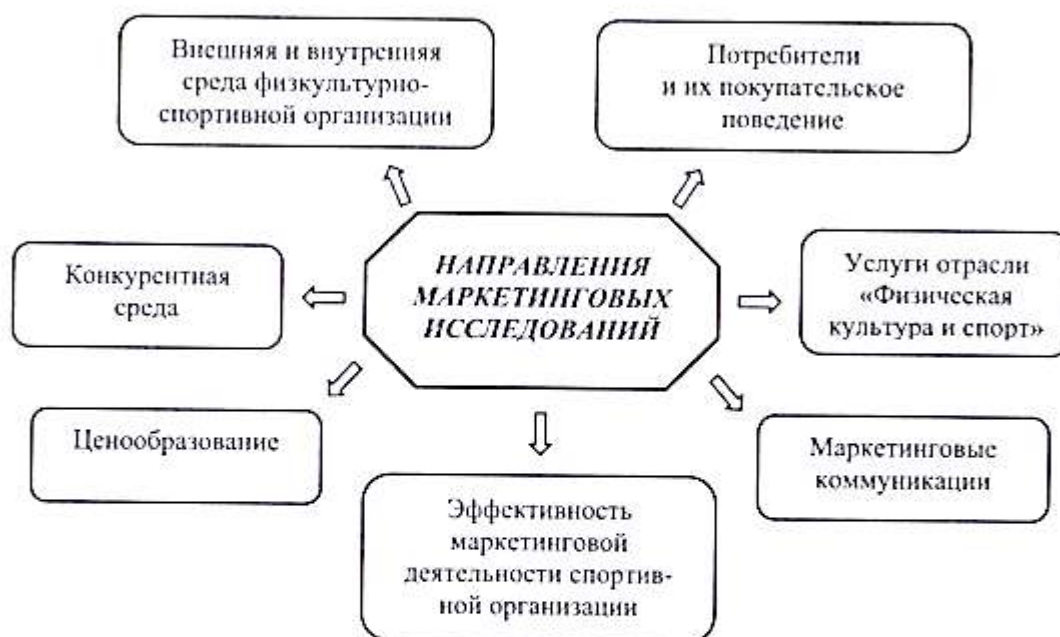 Внешняя и внутренняя
среда физкультурно-
спортивной организации
Потребители
и их покупательское
поведение
Конкурентная
среда
НАПРАВЛЕНИЯ
МАРКЕТИНГОВЫХ
ИССЛЕДОВАНИЙ
Услуги отрасли
«Физическая
культура и спорт»
Ценообразование
Маркетинговые
коммуникации
Эффективность
маркетинговой
деятельности спортив-
ной организации